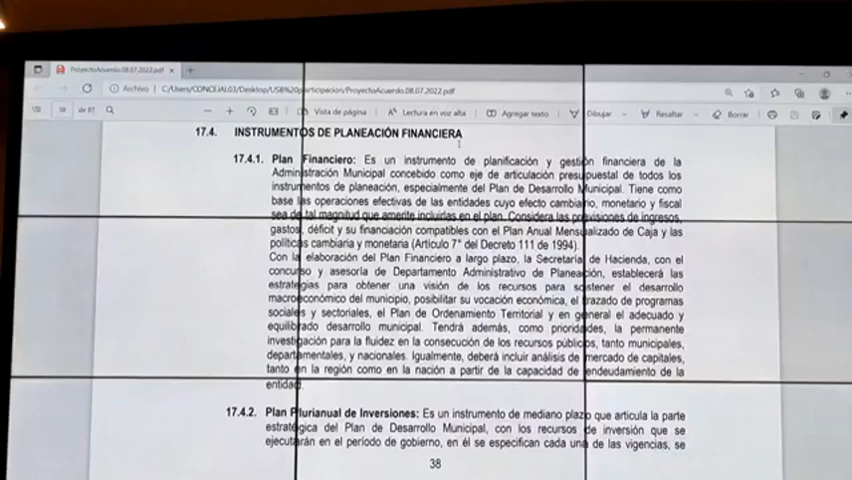 ProyectoAcuerdo.08.07.2022.pdf
Archivo | C:/Users/CONCEJAL03/Desktop/USB%20participacion/ProyectoAcuerdo.08.07.2022.pdf
38 de 87 Vista de página Lectura en voz alta Agregar texto Dibujar Resaltar Borrar
17.4. INSTRUMENTOS DE PLANEACIÓN FINANCIERA
17.4.1. Plan Financiero: Es un instrumento de planificación y gestión financiera de la
Administración Municipal concebido como eje de articulación presupuestal de todos los
instrumentos de planeación, especialmente del Plan de Desarrollo Municipal. Tiene como
base las operaciones efectivas de las entidades cuyo efecto cambiario, monetario y fiscal
sea de tal magnitud que amerite incluirlas en el plan. Considera las previsiones de ingresos,
gastos, déficit y su financiación compatibles con el Plan Anual Mensualizado de Caja y las
políticas cambiaria y monetaria (Artículo 7° del Decreto 111 de 1994).
Con la elaboración del Plan Financiero a largo plazo, la Secretaría de Hacienda, con el
concurso y asesoría de Departamento Administrativo de Planeación, establecerá las
estrategias para obtener una visión de los recursos para sostener el desarrollo
macroeconómico del municipio, posibilitar su vocación económica, el trazado de programas
sociales y sectoriales, el Plan de Ordenamiento Territorial y en general el adecuado y
equilibrado desarrollo municipal. Tendrá además, como prioridades, la permanente
investigación para la fluidez en la consecución de los recursos públicos, tanto municipales,
departamentales, y nacionales. Igualmente, deberá incluir análisis de mercado de capitales,
tanto en la región como en la nación a partir de la capacidad de endeudamiento de la
entidad.
17.4.2. Plan Plurianual de Inversiones: Es un instrumento de mediano plazo que articula la parte
estratégica del Plan de Desarrollo Municipal, con los recursos de inversión que se
ejecutarán en el período de gobierno, en él se especifican cada una de las vigencias, se
38